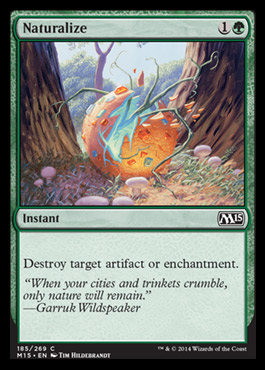 Naturalize 1
Instant M15
Destroy target artifact or enchantment.
“When your cities and trinkets crumble,
only nature will remain.”
—Garruk Wildspeaker
185/269 C ™ & © 2014 Wizards of the Coast
M15 • EN Tim Hildebrandt